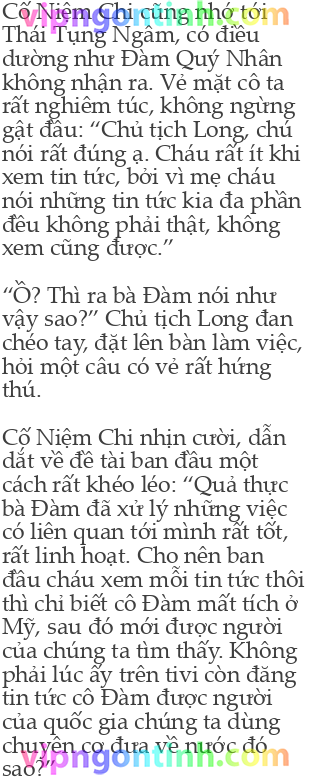 vipngontinh.com
Cố Niệm Chi cũng nhớ tới
Thái Tụng Ngâm, có điều
dường như Đàm Quý Nhân
không nhận ra. Vẻ mặt cô ta
rất nghiêm túc, không ngừng
gật đầu: “Chủ tịch Long, chú
nói rất đúng ạ. Cháu rất ít khi
xem tin tức, bởi vì mẹ cháu
nói những tin tức kia đa phần
đều không phải thật, không
xem cũng được.”
“Ồ? Thì ra bà Đàm nói như
vậy sao?” Chủ tịch Long đan
chéo tay, đặt lên bàn làm việc,
hỏi một câu có vẻ rất hứng
thú.
Cố Niệm Chi nhịn cười, dẫn
dắt về đề tài ban đầu một
cách rất khéo léo: “Quả thực
bà Đàm đã xử lý những việc
có liên quan tới mình rất tốt,
rất linh hoạt. Cho nên ban
đầu cháu xem mỗi tin tức thôi
thì chỉ biết cô Đàm mất tích ở
Mỹ, sau đó mới được người
của chúng ta tìm thấy. Không
phải lúc ấy trên tivi còn đăng
tin tức cô Đàm được người
của quốc gia chúng ta dùng
chuyên cơ đưa về nước đó
sao?”
vipngontinh.com